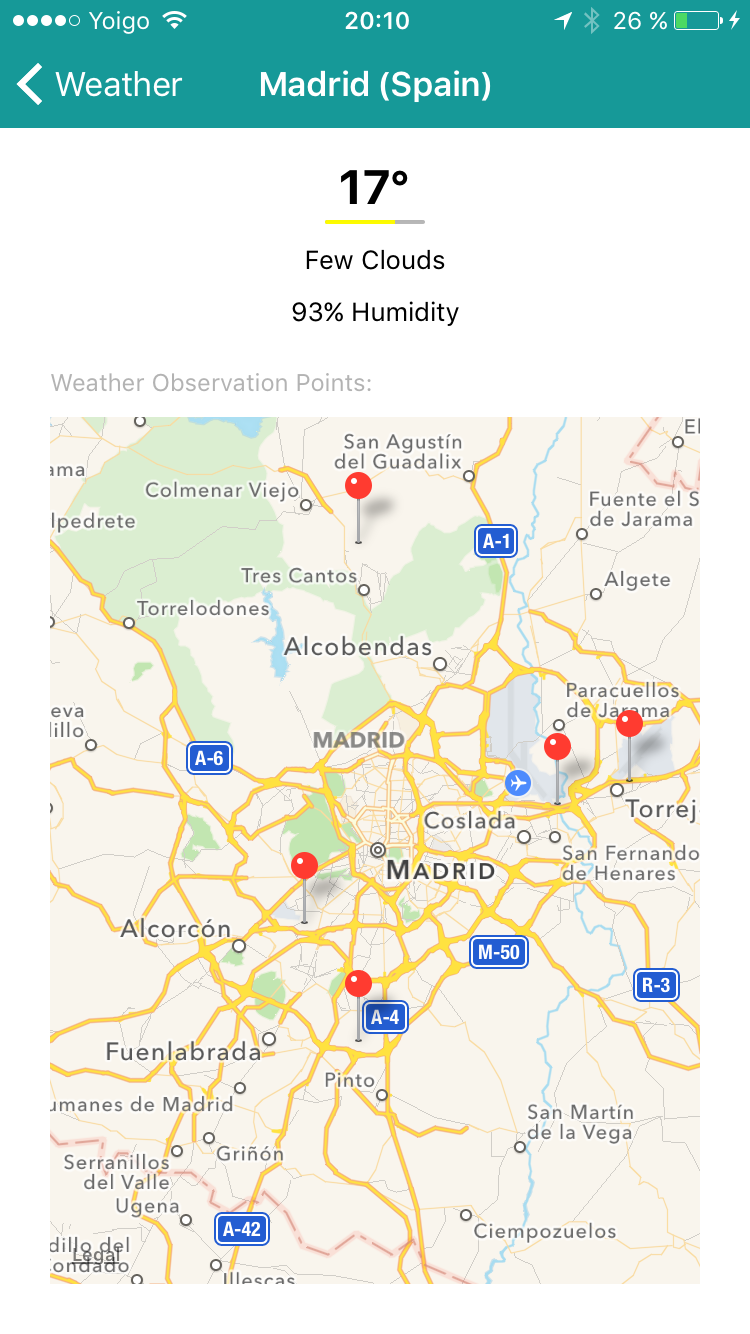 Yoigo 20:10 26 %
Weather Madrid (Spain)
17°
Few Clouds
93% Humidity
Weather Observation Points:
El
San Agustín
del Guadalix
ama
Colmenar Viejo
Fuente el S
de Jarama
lpedrete
A-1
Tres Cantos
Algete
Torrelodones
Alcobendas
Paracuellos
de Jarama
eva
lillo
MADRID
A-6
Coslada
Torrej
MADRID
San Fernando
de Henares
Alcorcón
M-50
R-3
A-4
Fuenlabrada
Pinto
umanes de Madrid
San Martín
de la Vega
Griñón
Serranillos
del Valle
Ugena
A-42
Ciempozuelos
dillo del
ondado
Legal
Illescas